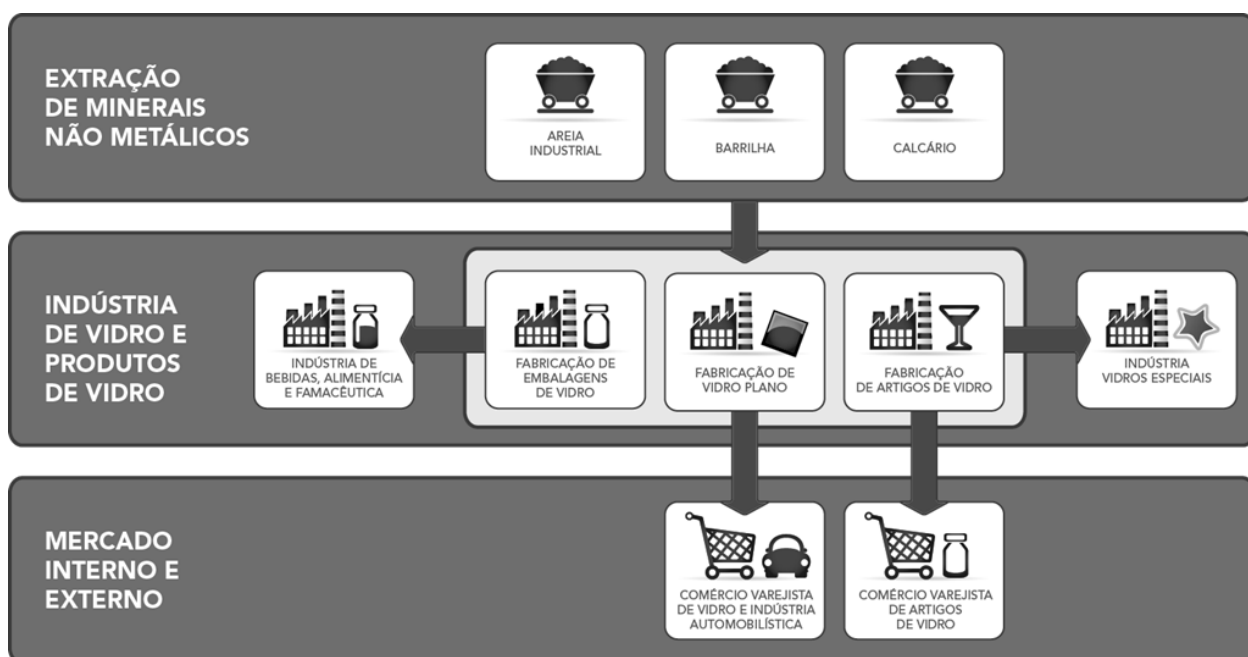 EXTRAÇÃO
DE MINERAIS
NÃO METÁLICOS
AREIA
INDUSTRIAL
BARRILHA
CALCÁRIO
INDÚSTRIA
DE VIDRO E
PRODUTOS
DE VIDRO
INDÚSTRIA DE
BEBIDAS, ALIMENTÍCIA
E FAMACÊUTICA
FABRICAÇÃO DE
EMBALAGENS
DE VIDRO
FABRICAÇÃO DE
VIDRO PLANO
FABRICAÇÃO
DE ARTIGOS DE VIDRO
INDÚSTRIA
VIDROS ESPECIAIS
MERCADO
INTERNO E
EXTERNO
COMÉRCIO VAREJISTA
DE VIDRO E INDÚSTRIA
AUTOMOBILÍSTICA
COMÉRCIO VAREJISTA
DE ARTIGOS
DE VIDRO